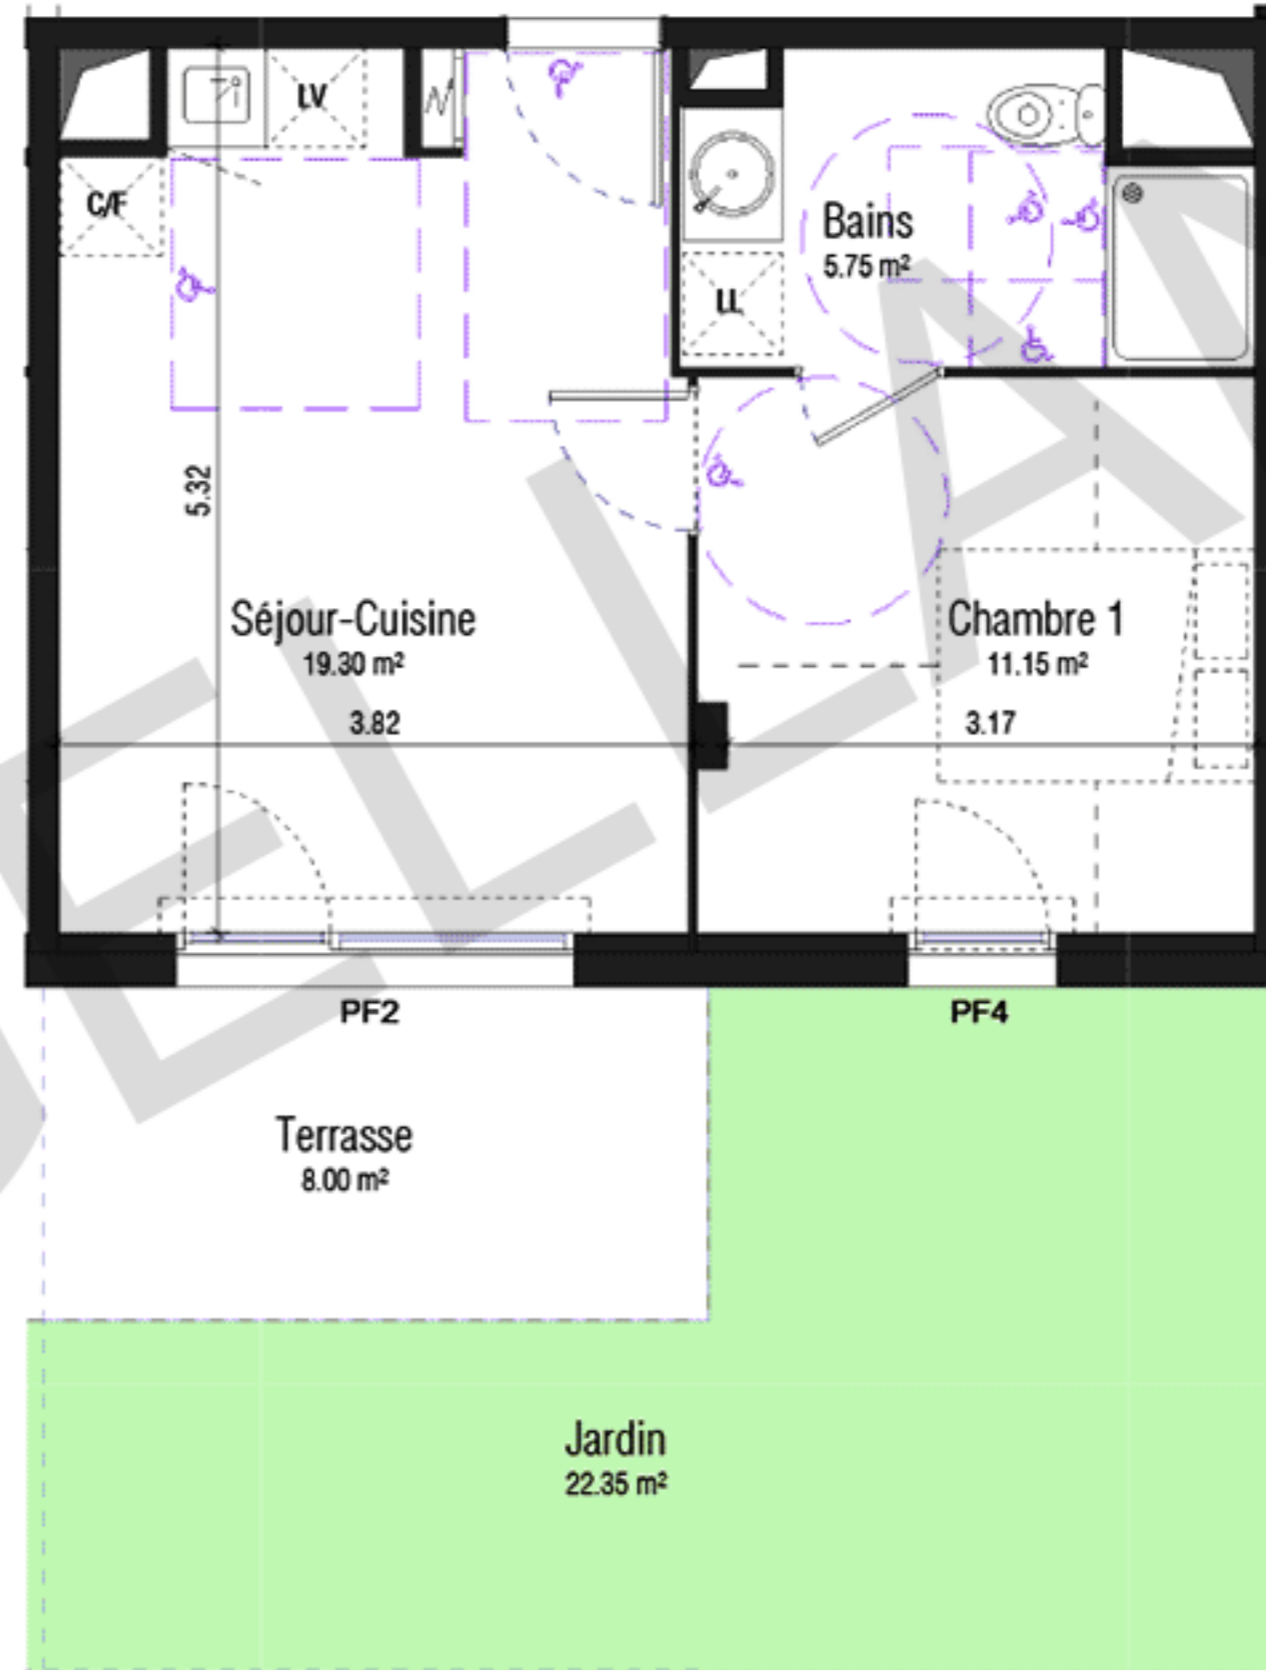 LV
C/F
Bains
5.75 m²
LL
5.32
Séjour-Cuisine
19.30 m²
3.82
Chambre 1
11.15 m²
3.17
PF2
PF4
Terrasse
8.00 m²
Jardin
22.35 m²